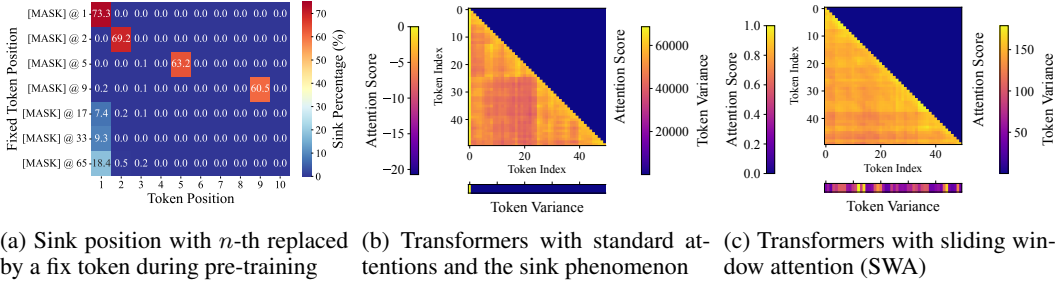 [MASK] @ 1 73.3 0.0 0.0 0.0 0.0 0.0 0.0 0.0 0.0 0.0
[MASK] @ 2 0.0 69.2 0.0 0.0 0.0 0.0 0.0 0.0 0.0 0.0
[MASK] @ 5 0.0 0.0 0.1 0.0 63.2 0.0 0.0 0.0 0.0 0.0
[MASK] @ 9 0.2 0.0 0.1 0.0 0.0 0.0 0.0 0.0 60.5 0.0
[MASK] @ 17 7.4 0.2 0.1 0.0 0.0 0.0 0.0 0.0 0.0 0.0
[MASK] @ 33 9.3 0.0 0.0 0.0 0.0 0.0 0.0 0.0 0.0 0.0
[MASK] @ 65 18.4 0.5 0.2 0.0 0.0 0.0 0.0 0.0 0.0 0.0
1 2 3 4 5 6 7 8 9 10
Token Position
Fixed Token Position
70
60
50
40
30
20
10
0
Sink Percentage (%)
(a) Sink position with n-th replaced
by a fix token during pre-training
0
−5
−10
−15
−20
Attention Score
0
10
20
30
40
Token Index
0 20 40
Token Index
60000
40000
20000
Token Variance
Token Variance
(b) Transformers with standard at-
tentions and the sink phenomenon
1.0
0.8
0.6
0.4
0.2
0.0
Attention Score
0
10
20
30
40
Token Index
0 20 40
Token Index
150
100
50
Token Variance
Token Variance
(c) Transformers with sliding win-
dow attention (SWA)